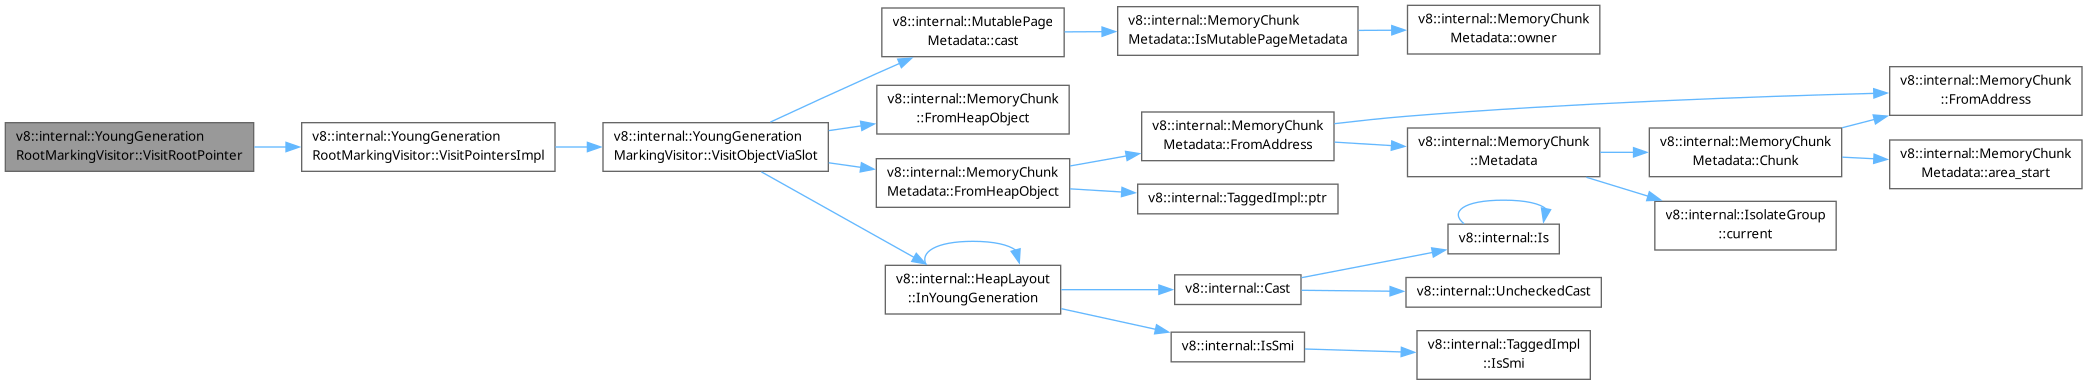 v8::internal::YoungGeneration
RootMarkingVisitor::VisitRootPointer
v8::internal::YoungGeneration
RootMarkingVisitor::VisitPointersImpl
v8::internal::YoungGeneration
MarkingVisitor::VisitObjectViaSlot
v8::internal::MutablePage
Metadata::cast
v8::internal::MemoryChunk
Metadata::IsMutablePageMetadata
v8::internal::MemoryChunk
Metadata::owner
v8::internal::MemoryChunk
::FromHeapObject
v8::internal::MemoryChunk
Metadata::FromHeapObject
v8::internal::MemoryChunk
Metadata::FromAddress
v8::internal::TaggedImpl::ptr
v8::internal::MemoryChunk
::Metadata
v8::internal::MemoryChunk
Metadata::Chunk
v8::internal::MemoryChunk
::FromAddress
v8::internal::MemoryChunk
Metadata::area_start
v8::internal::IsolateGroup
::current
v8::internal::HeapLayout
::InYoungGeneration
v8::internal::Cast
v8::internal::Is
v8::internal::UncheckedCast
v8::internal::IsSmi
v8::internal::TaggedImpl
::IsSmi